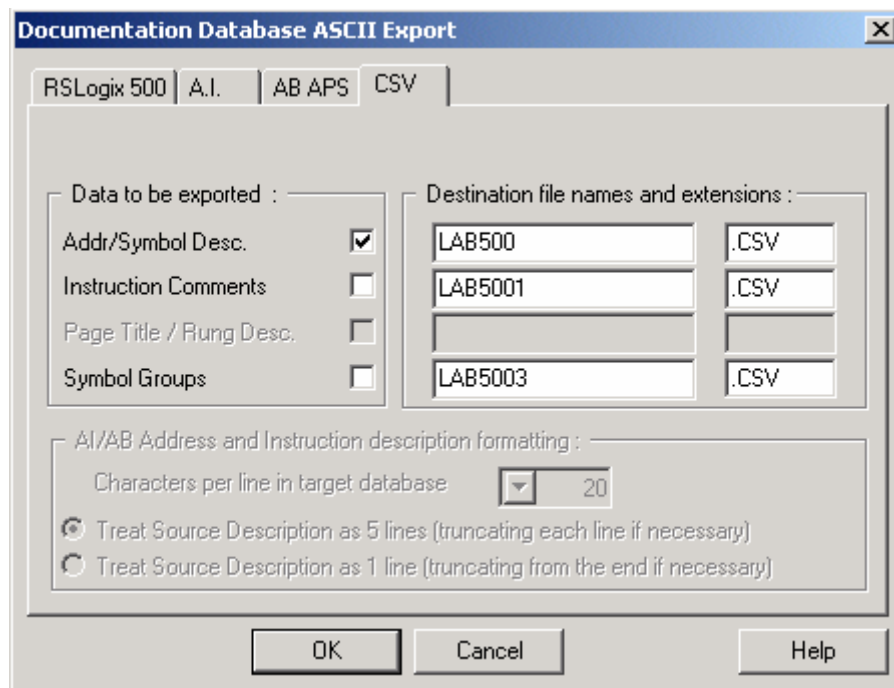 Documentation Database ASCII Export
RSLogix 500 A.I. AB APS CSV
Data to be exported : Destination file names and extensions :
Addr/Symbol Desc. LAB500 .CSV
Instruction Comments LAB5001 .CSV
Page Title / Rung Desc.
Symbol Groups LAB5003 .CSV
AI/AB Address and Instruction description formatting :
Characters per line in target database 20
Treat Source Description as 5 lines (truncating each line if necessary)
Treat Source Description as 1 line (truncating from the end if necessary)
OK Cancel Help